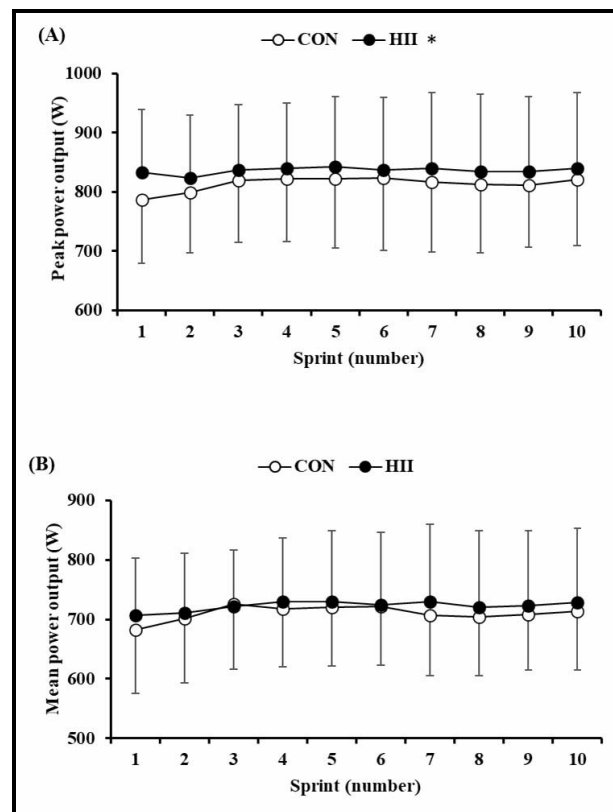 (A)
CON HII *
Peak power output (W)
1000
900
800
700
600
1 2 3 4 5 6 7 8 9 10
Sprint (number)
(B)
CON HII
Mean power output (W)
900
800
700
600
500
1 2 3 4 5 6 7 8 9 10
Sprint (number)